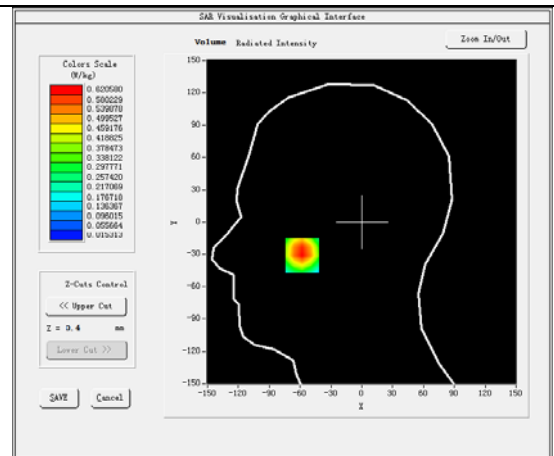 SAR Visualisation Graphical Interface
Volume Radiated Intensity
Zoom In/Out
Colors Scale
(W/kg)
0.620580
0.580229
0.539878
0.499527
0.459176
0.418825
0.378473
0.338122
0.297771
0.257420
0.217069
0.176718
0.136367
0.096015
0.055664
0.015313
Z-Cuts Control
<< Upper Cut
Z = 0.4 mm
Lower Cut >>
SAVE Cancel
150
120
90
60
30
0
-30
-60
-90
-120
-150
Y
-150 -120 -90 -60 -30 0 30 60 90 120 150
X